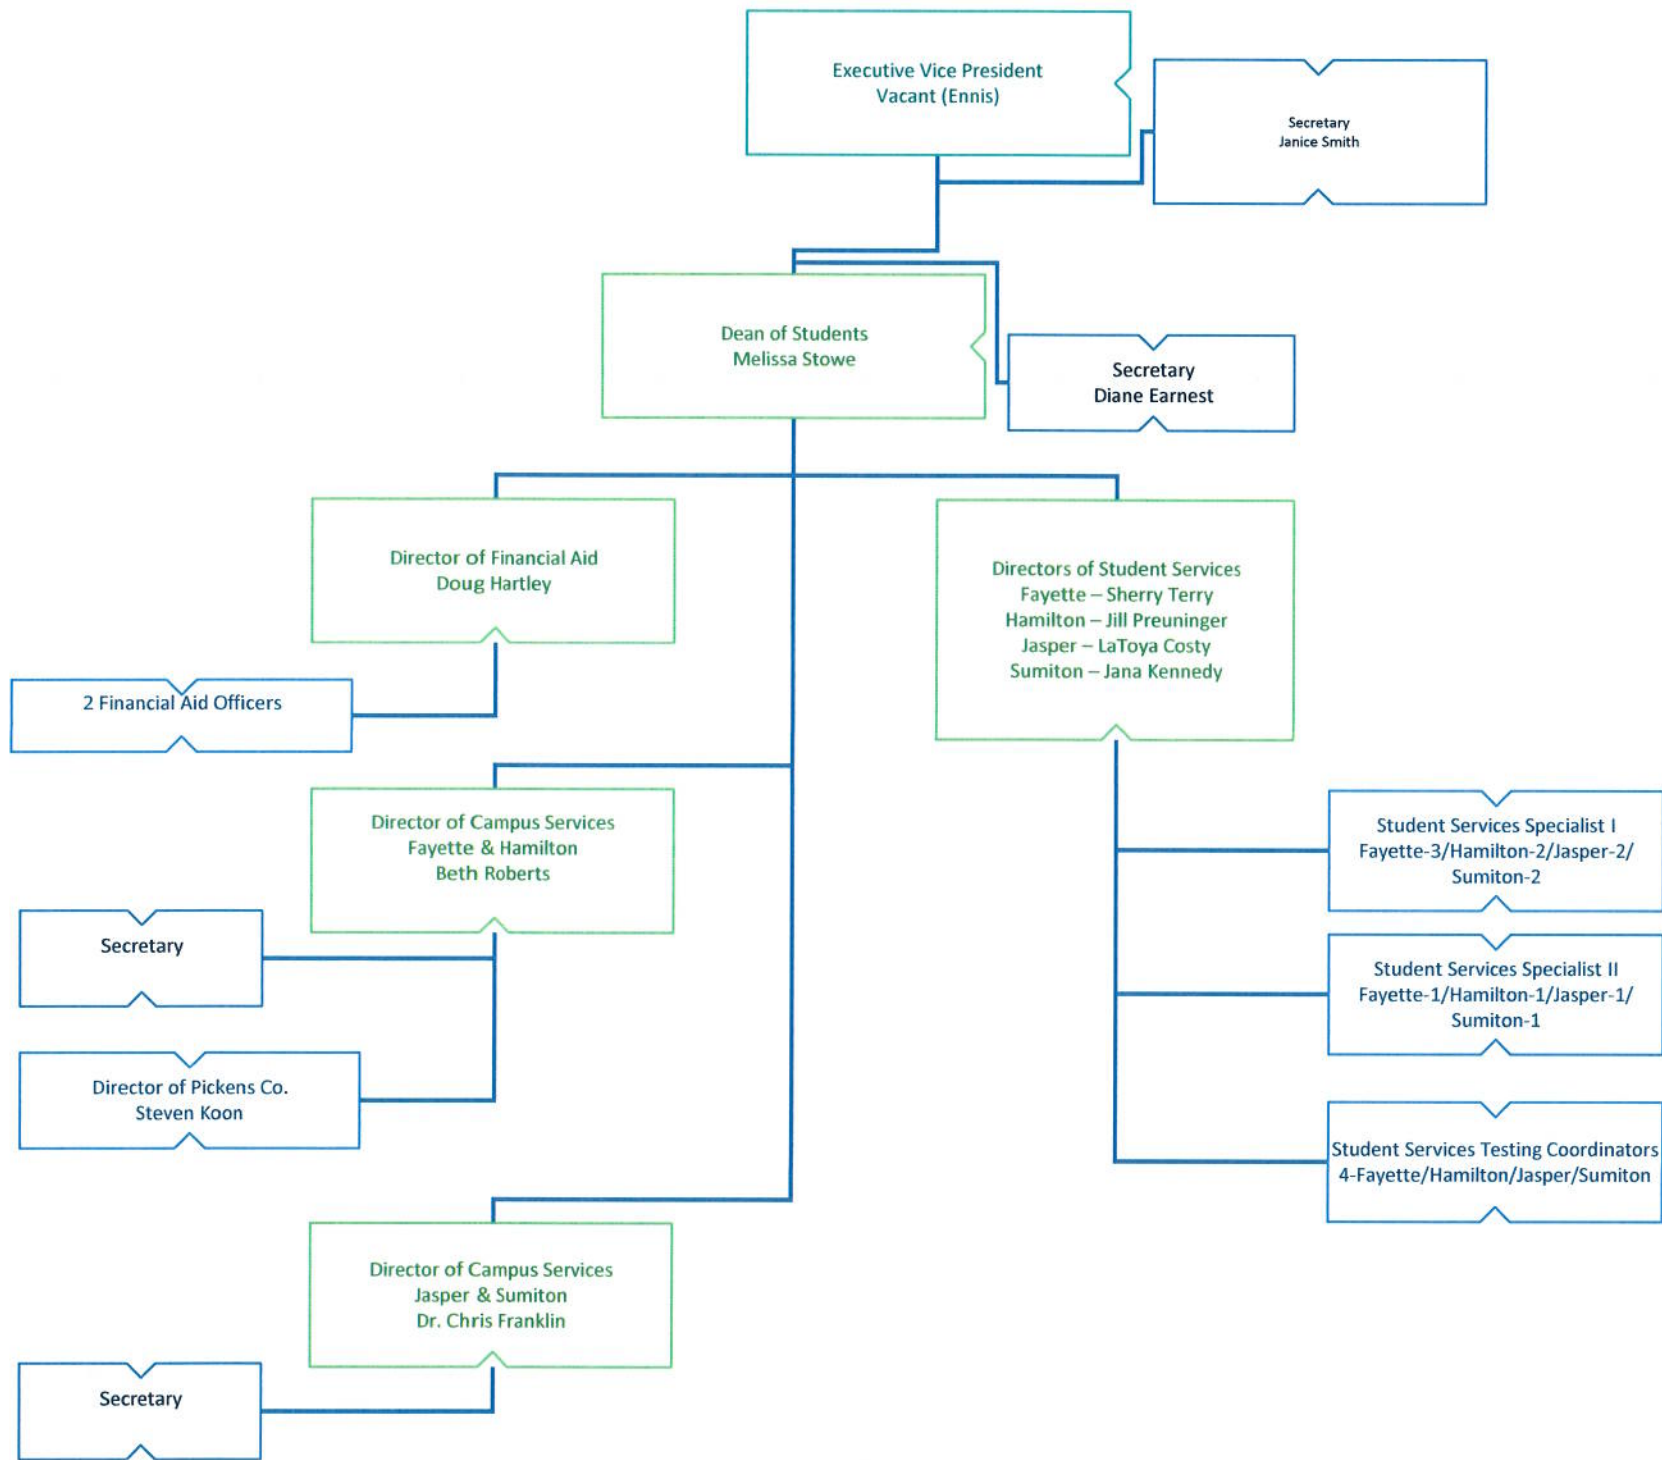 Executive Vice President
Vacant (Ennis)
Secretary
Janice Smith
Dean of Students
Melissa Stowe
Secretary
Diane Earnest
Director of Financial Aid
Doug Hartley
Directors of Student Services
Fayette – Sherry Terry
Hamilton – Jill Preuninger
Jasper – LaToya Costy
Sumiton – Jana Kennedy
2 Financial Aid Officers
Director of Campus Services
Fayette & Hamilton
Beth Roberts
Student Services Specialist I
Fayette-3/Hamilton-2/Jasper-2/
Sumiton-2
Secretary
Student Services Specialist II
Fayette-1/Hamilton-1/Jasper-1/
Sumiton-1
Director of Pickens Co.
Steven Koon
Student Services Testing Coordinators
4-Fayette/Hamilton/Jasper/Sumiton
Director of Campus Services
Jasper & Sumiton
Dr. Chris Franklin
Secretary